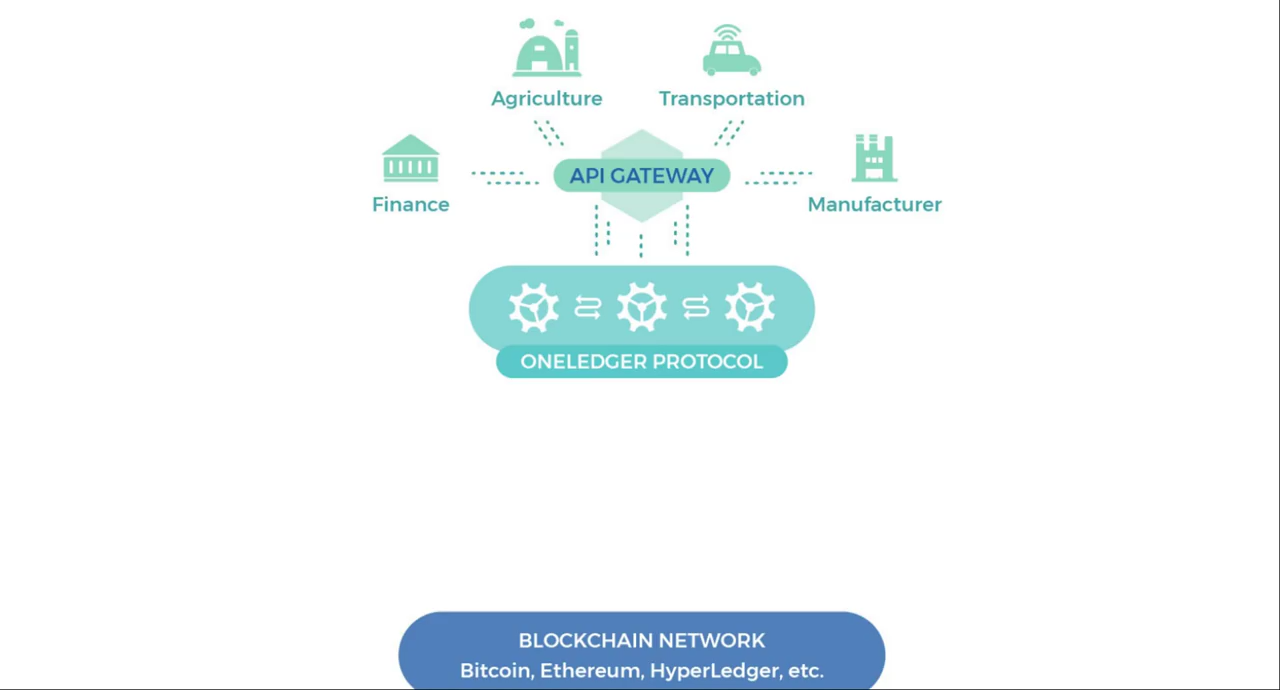 Agriculture
Transportation
API GATEWAY
Finance
Manufacturer
ONELEDGER PROTOCOL
BLOCKCHAIN NETWORK
Bitcoin, Ethereum, HyperLedger, etc.